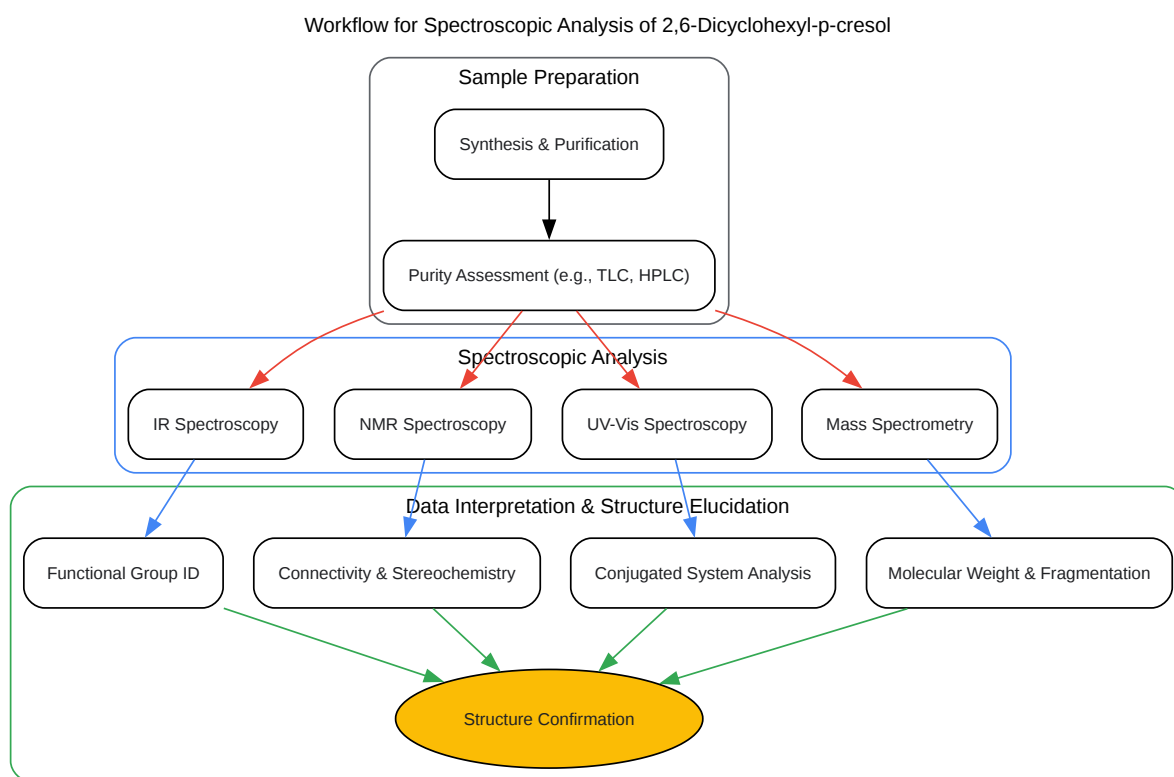 Workflow for Spectroscopic Analysis of 2,6-Dicyclohexyl-p-cresol
Sample Preparation
Synthesis & Purification
Purity Assessment (e.g., TLC, HPLC)
Spectroscopic Analysis
IR Spectroscopy
NMR Spectroscopy
UV-Vis Spectroscopy
Mass Spectrometry
Data Interpretation & Structure Elucidation
Functional Group ID
Connectivity & Stereochemistry
Conjugated System Analysis
Molecular Weight & Fragmentation
Structure Confirmation